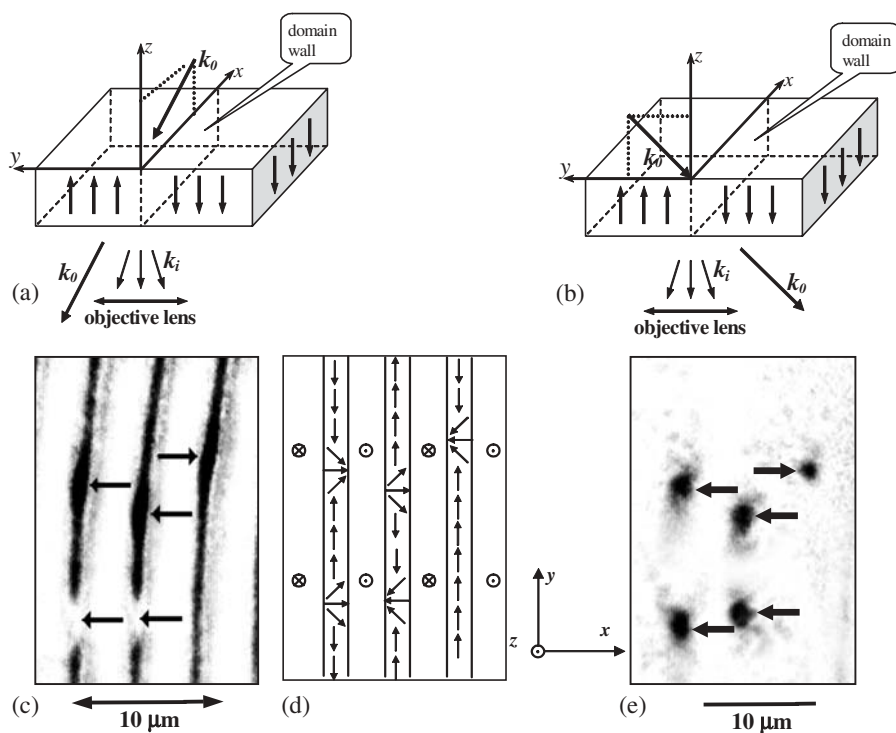 z
k0
x
domain
wall
y
k0
ki
(a)
objective lens
z
domain
wall
x
k0
y
ki
k0
(b)
objective lens
(c)
10 μm
(d)
y
z
x
(e)
10 μm